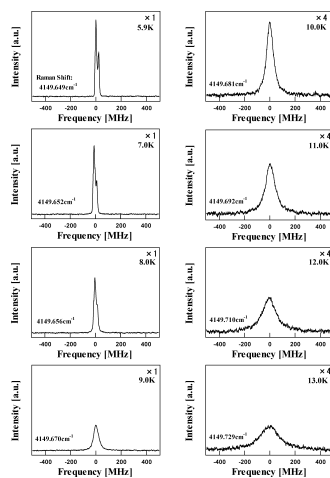 × 1
5.9K
Raman Shift:
4149.649cm-1
Intensity [a.u.]
-400 -200 0 200 400
Frequency [MHz]
× 4
10.0K
4149.681cm-1
Intensity [a.u.]
-400 -200 0 200 400
Frequency [MHz]
× 1
7.0K
4149.652cm-1
Intensity [a.u.]
-400 -200 0 200 400
Frequency [MHz]
× 4
11.0K
4149.692cm-1
Intensity [a.u.]
-400 -200 0 200 400
Frequency [MHz]
× 1
8.0K
4149.656cm-1
Intensity [a.u.]
-400 -200 0 200 400
Frequency [MHz]
× 4
12.0K
4149.710cm-1
Intensity [a.u.]
-400 -200 0 200 400
Frequency [MHz]
× 1
9.0K
4149.670cm-1
Intensity [a.u.]
-400 -200 0 200 400
Frequency [MHz]
× 4
13.0K
4149.729cm-1
Intensity [a.u.]
-400 -200 0 200 400
Frequency [MHz]